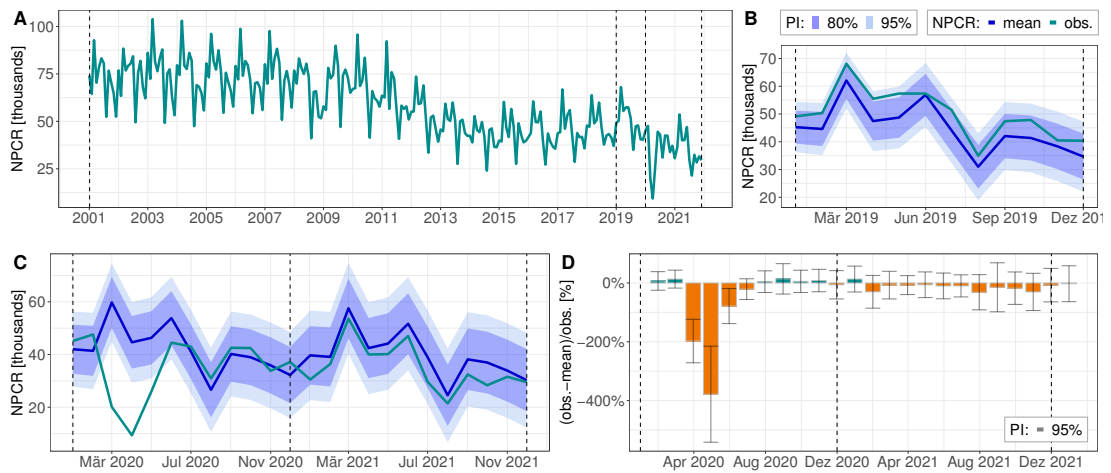 A
NPCR [thousands]
100
75
50
25
2001 2003 2005 2007 2009 2011 2013 2015 2017 2019 2021
B
PI: 80% 95% NPCR: mean obs.
NPCR [thousands]
70
60
50
40
30
20
Mär 2019 Jun 2019 Sep 2019 Dez 2019
C
NPCR [thousands]
60
40
20
Mär 2020 Jul 2020 Nov 2020 Mär 2021 Jul 2021 Nov 2021
D
(obs.−mean)/obs. [%]
0%
−200%
−400%
PI: 95%
Apr 2020 Aug 2020 Dez 2020 Apr 2021 Aug 2021 Dez 2021